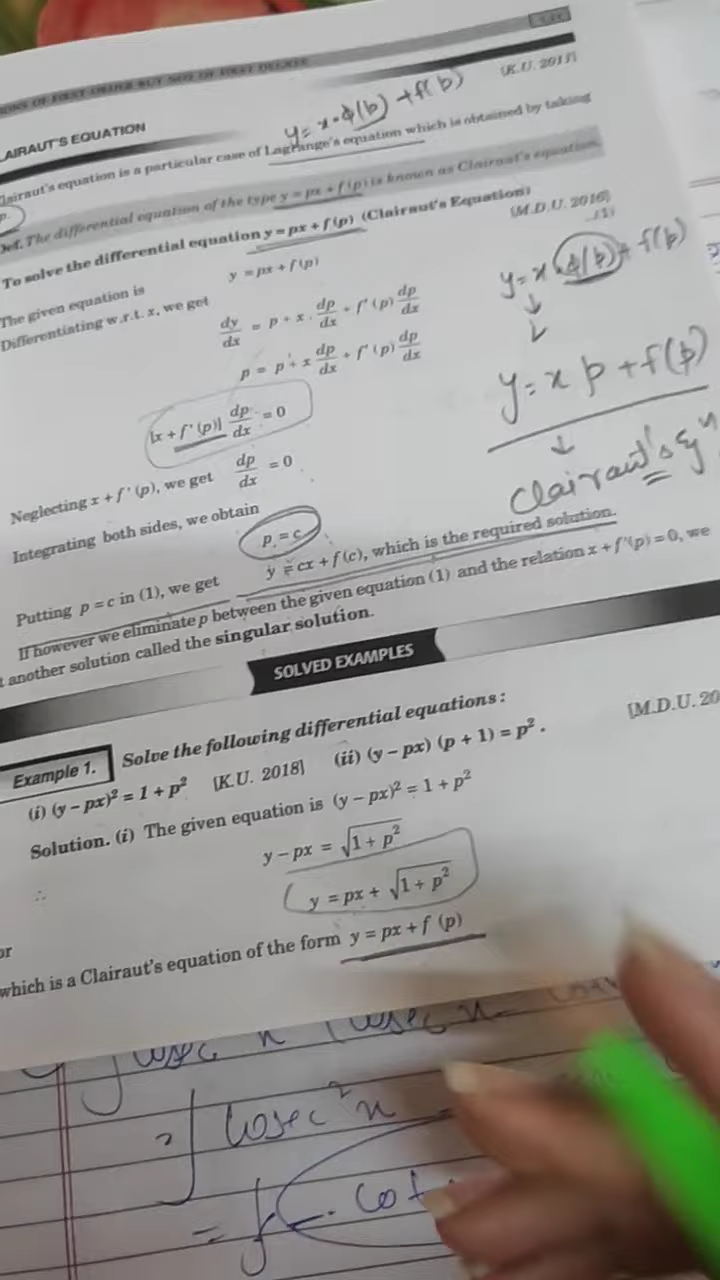 LAIRAUT'S EQUATION
[K.U. 2011]
y = x·φ(p) + f(p)
lairaut's equation is a particular case of Lagrange's equation which is obtained by taking
p.
Def. The differential equation of the type y = px + f(p) is known as Clairaut's equation.
To solve the differential equation y = px + f(p) (Clairaut's Equation)
[M.D.U. 2016]
The given equation is y = px + f(p) ...(1)
y = x φ(p) + f(p)
Differentiating w.r.t. x, we get
dy/dx = p + x · dp/dx + f'(p) dp/dx
p = p + x dp/dx + f'(p) dp/dx
y = x p + f(p)
[x + f'(p)] dp/dx = 0
Clairaut's Eqn
Neglecting x + f'(p), we get dp/dx = 0
Integrating both sides, we obtain
p = c
Putting p = c in (1), we get y = cx + f(c), which is the required solution.
If however we eliminate p between the given equation (1) and the relation x + f'(p) = 0, we
another solution called the singular solution.
SOLVED EXAMPLES
Example 1. Solve the following differential equations :
(i) (y – px)² = 1 + p² [K.U. 2018] (ii) (y – px) (p + 1) = p². [M.D.U. 20
Solution. (i) The given equation is (y – px)² = 1 + p²
∴ y – px = √1 + p²
or y = px + √1 + p²
which is a Clairaut's equation of the form y = px + f (p)
∫ cosec x (cosec x
= ∫ cosec² x
= f - cot